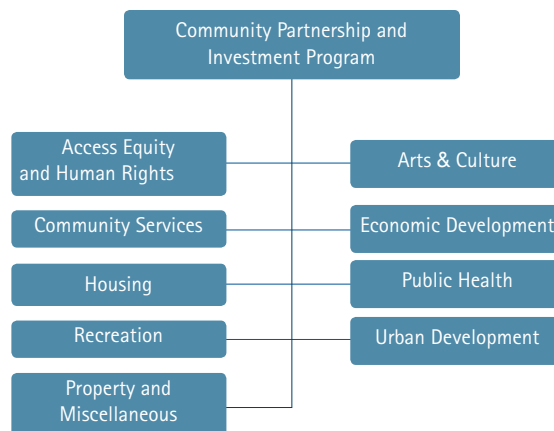 Community Partnership and
Investment Program
Access Equity
and Human Rights
Arts & Culture
Community Services
Economic Development
Housing
Public Health
Recreation
Urban Development
Property and
Miscellaneous